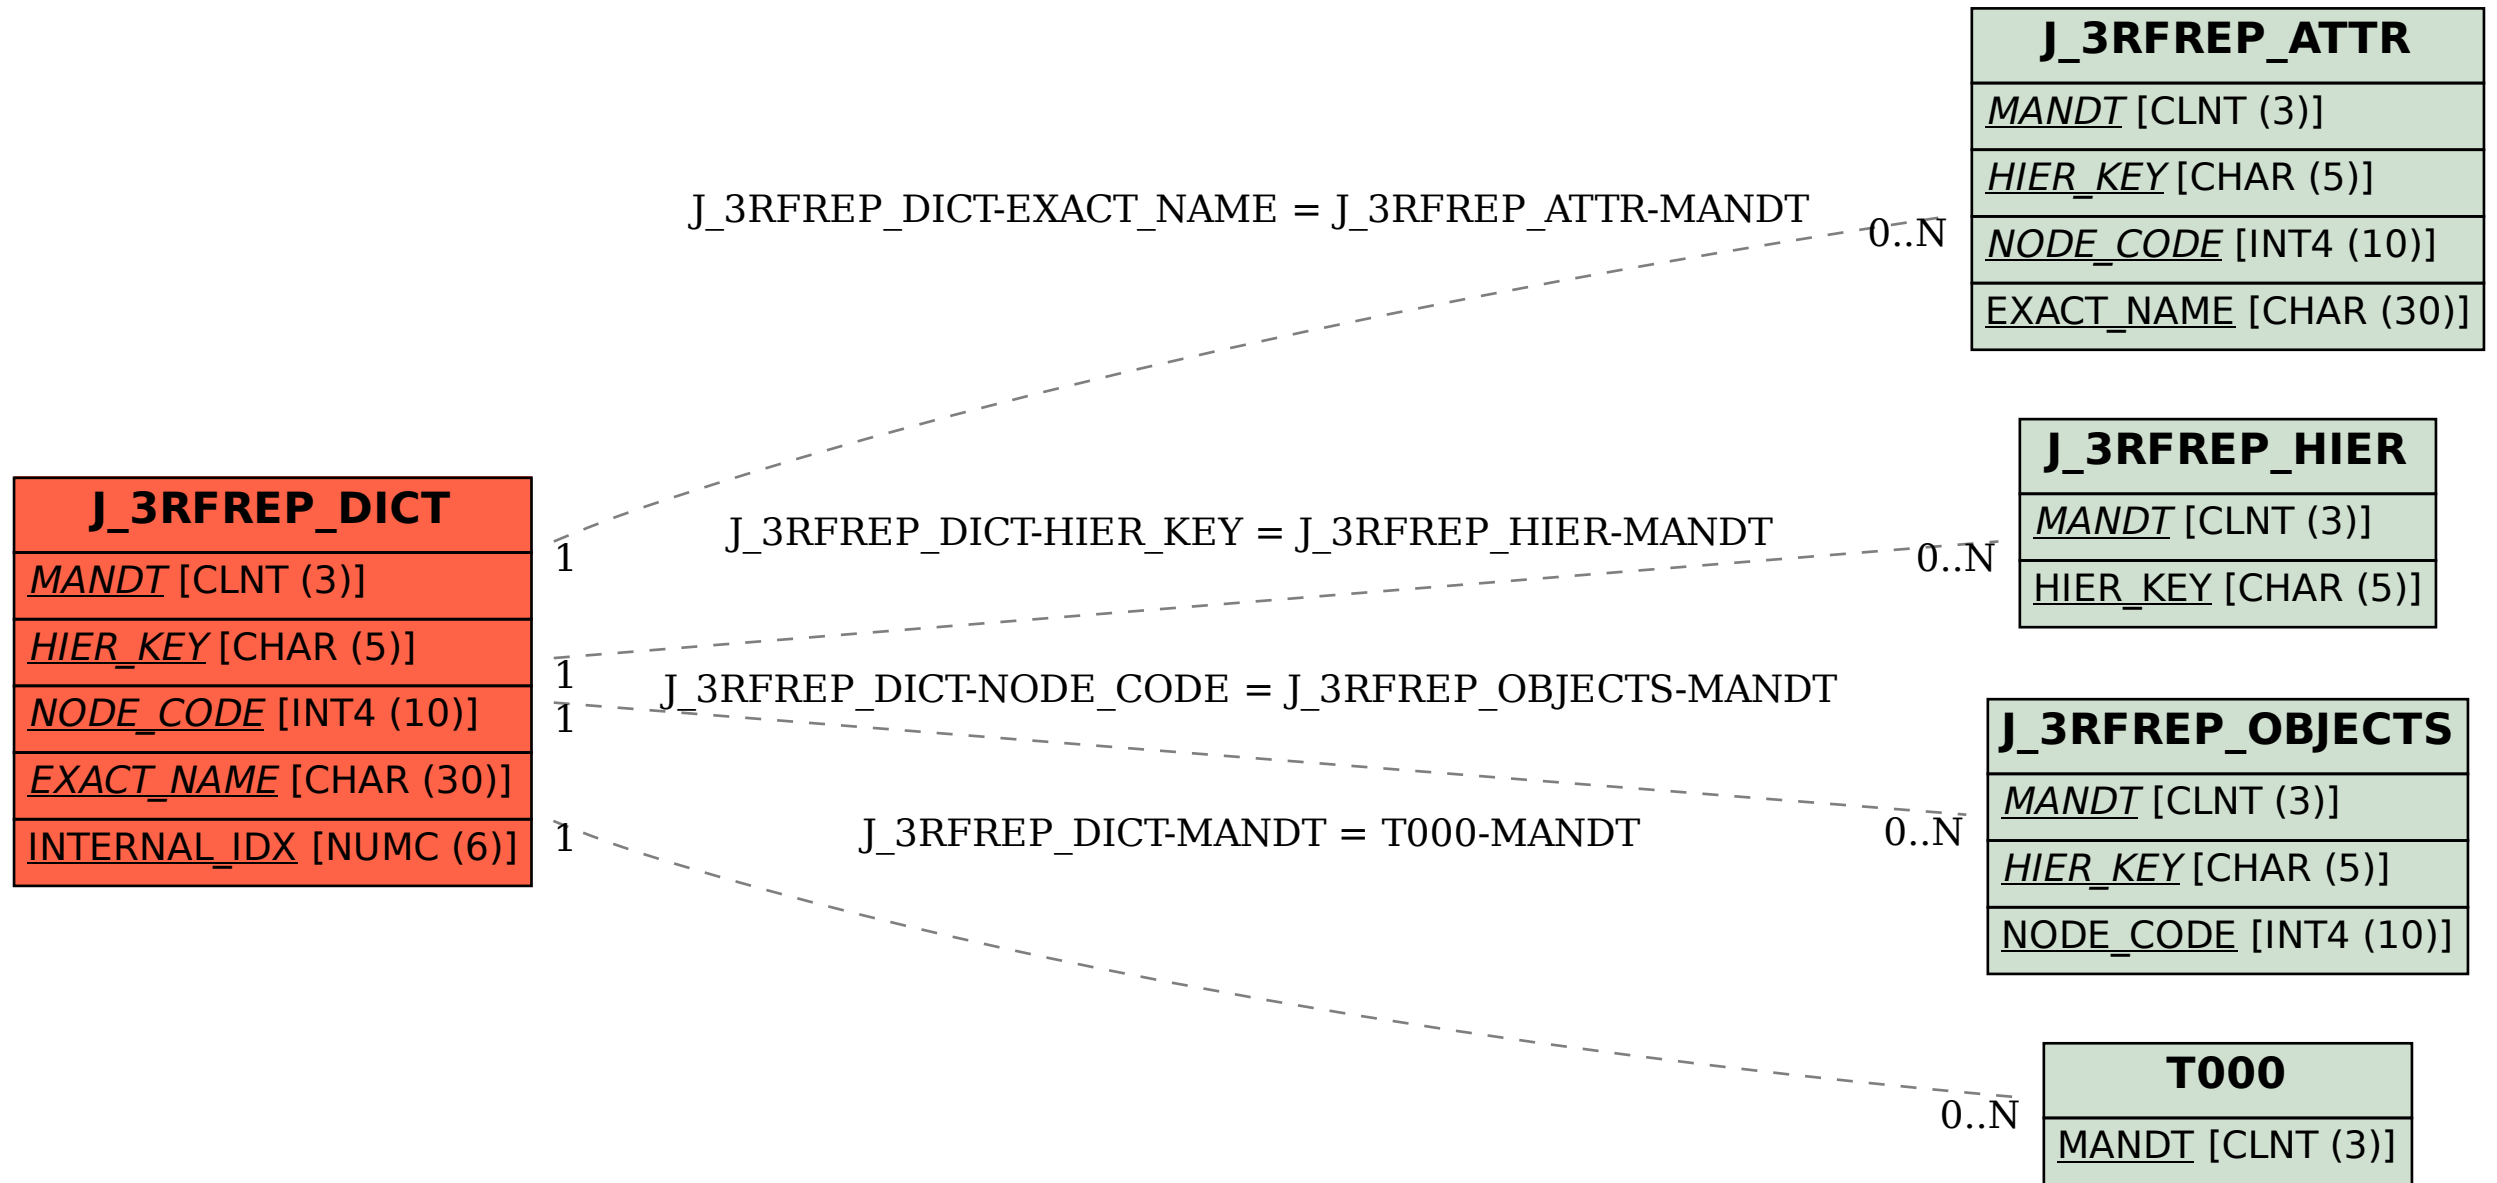 J_3RFREP_DICT
MANDT [CLNT (3)]
HIER_KEY [CHAR (5)]
NODE_CODE [INT4 (10)]
EXACT_NAME [CHAR (30)]
INTERNAL_IDX [NUMC (6)]
J_3RFREP_DICT-EXACT_NAME = J_3RFREP_ATTR-MANDT
1
0..N
J_3RFREP_DICT-HIER_KEY = J_3RFREP_HIER-MANDT
1
0..N
J_3RFREP_DICT-NODE_CODE = J_3RFREP_OBJECTS-MANDT
1
0..N
J_3RFREP_DICT-MANDT = T000-MANDT
1
0..N
J_3RFREP_ATTR
MANDT [CLNT (3)]
HIER_KEY [CHAR (5)]
NODE_CODE [INT4 (10)]
EXACT_NAME [CHAR (30)]
J_3RFREP_HIER
MANDT [CLNT (3)]
HIER_KEY [CHAR (5)]
J_3RFREP_OBJECTS
MANDT [CLNT (3)]
HIER_KEY [CHAR (5)]
NODE_CODE [INT4 (10)]
T000
MANDT [CLNT (3)]